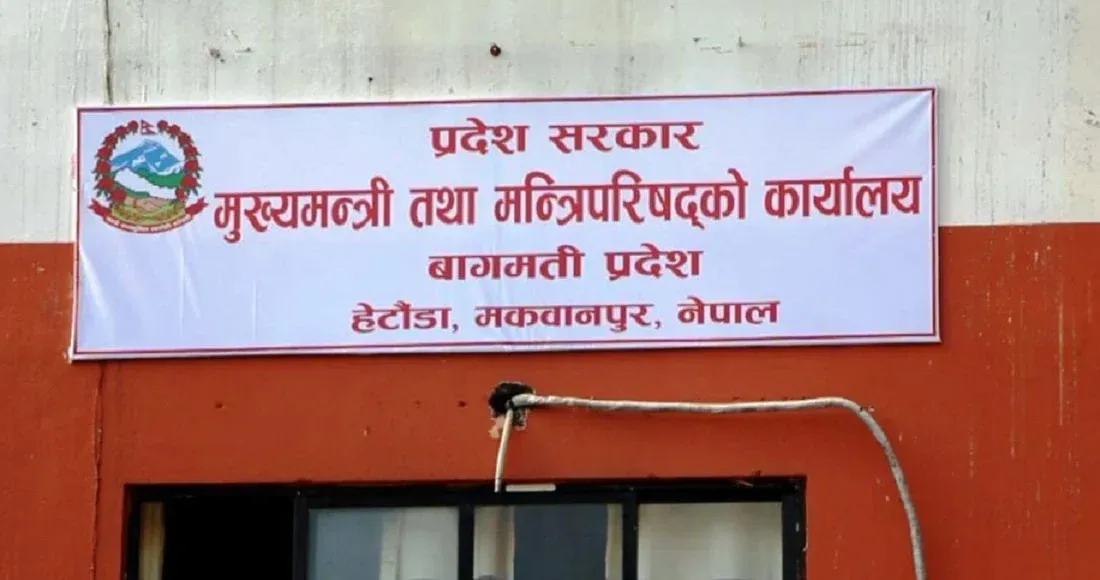 प्रदेश सरकार
मुख्यमन्त्री तथा मन्त्रिपरिषद्को कार्यालय
बागमती प्रदेश
हेटौंडा, मकवानपुर, नेपाल